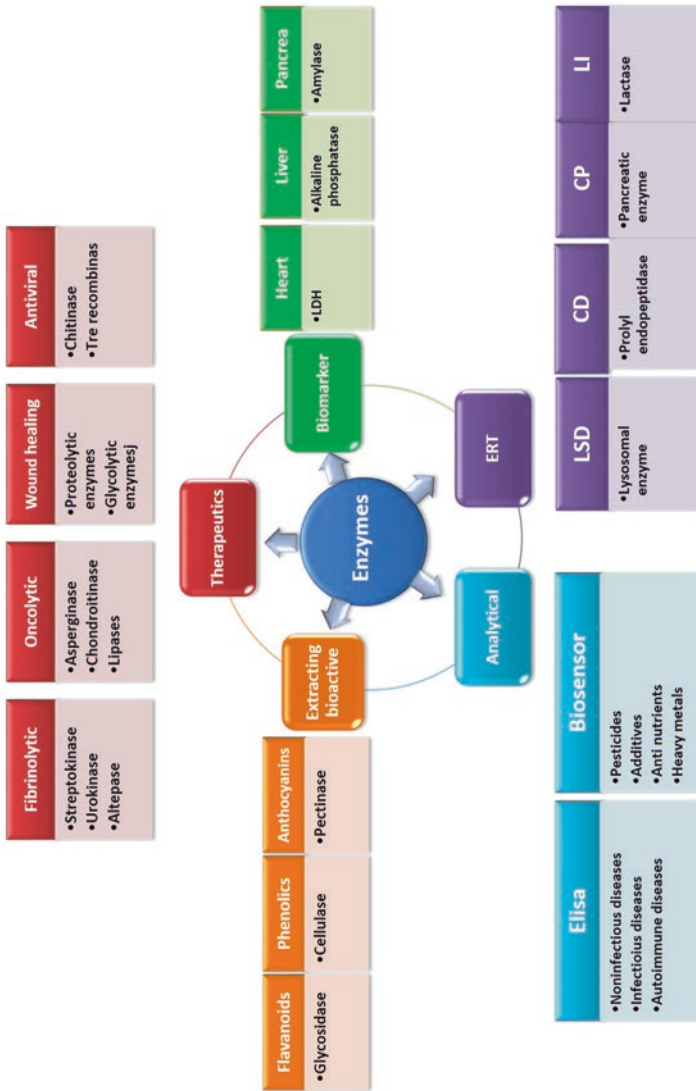 Fibrinolytic
•Streptokinase
•Urokinase
•Altepase
Oncolytic
•Asperginase
•Chondroitinase
•Lipases
Wound healing
•Proteolytic
enzymes
•Glycolytic
enzymesj
Antiviral
•Chitinase
•Tre recombinas
Flavanoids
•Glycosidase
Phenolics
•Cellulase
Anthocyanins
•Pectinase
Extracting
bioactive
Therapeutics
Biomarker
Enzymes
Analytical
ERT
Heart
•LDH
Liver
•Alkaline
phosphatase
Pancrea
•Amylase
Elisa
•Noninfectious diseases
•Infectioius diseases
•Autoimmune diseases
Biosensor
•Pesticides
•Additives
•Anti nutrients
•Heavy metals
LSD
•Lysosomal
enzyme
CD
•Prolyl
endopeptidase
CP
•Pancreatic
enzyme
LI
•Lactase